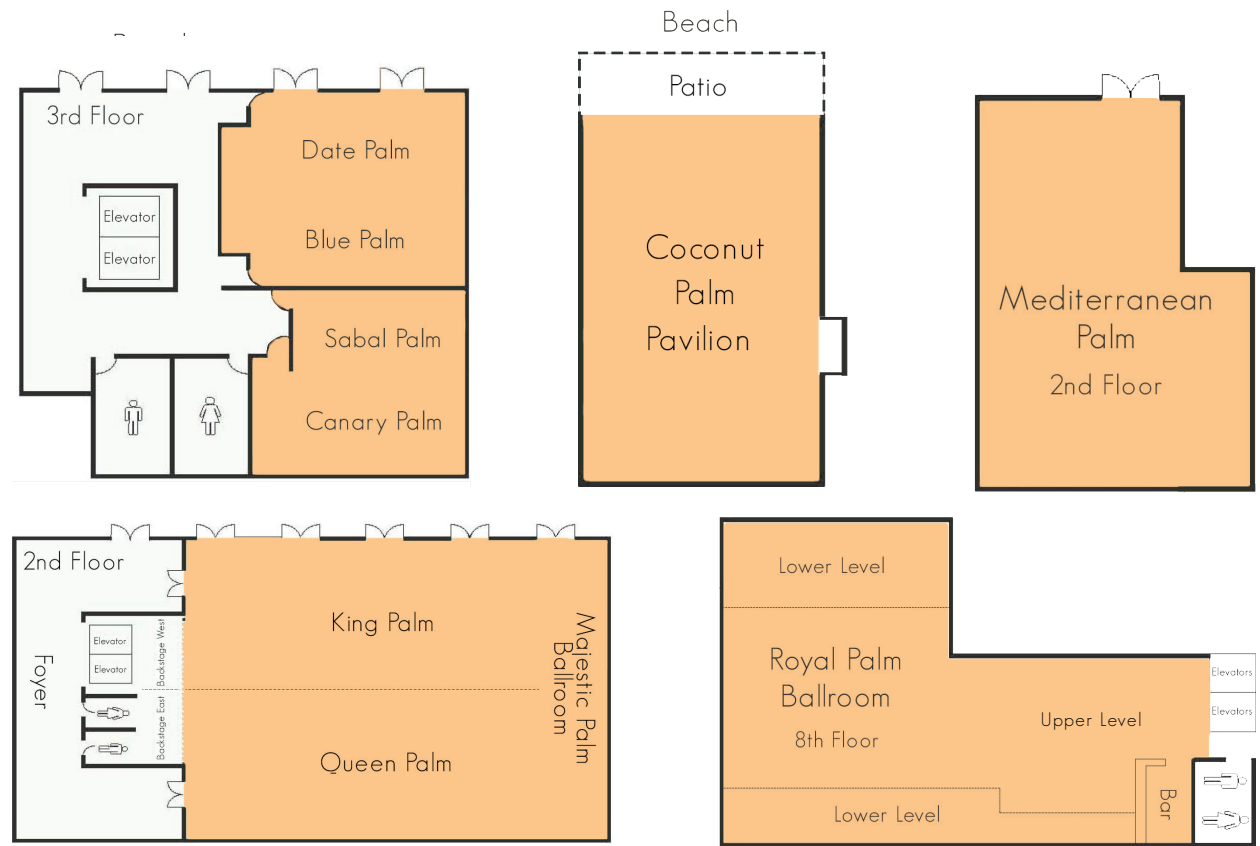 Beach
Patio
3rd Floor
Date Palm
Elevator
Elevator
Blue Palm
Sabal Palm
Canary Palm
Coconut
Palm
Pavilion
Mediterranean
Palm
2nd Floor
2nd Floor
Foyer
Elevator
Elevator
Backstage West
Backstage East
King Palm
Queen Palm
Majestic Palm
Ballroom
Lower Level
Royal Palm
Ballroom
8th Floor
Upper Level
Elevators
Elevators
Lower Level
Bar